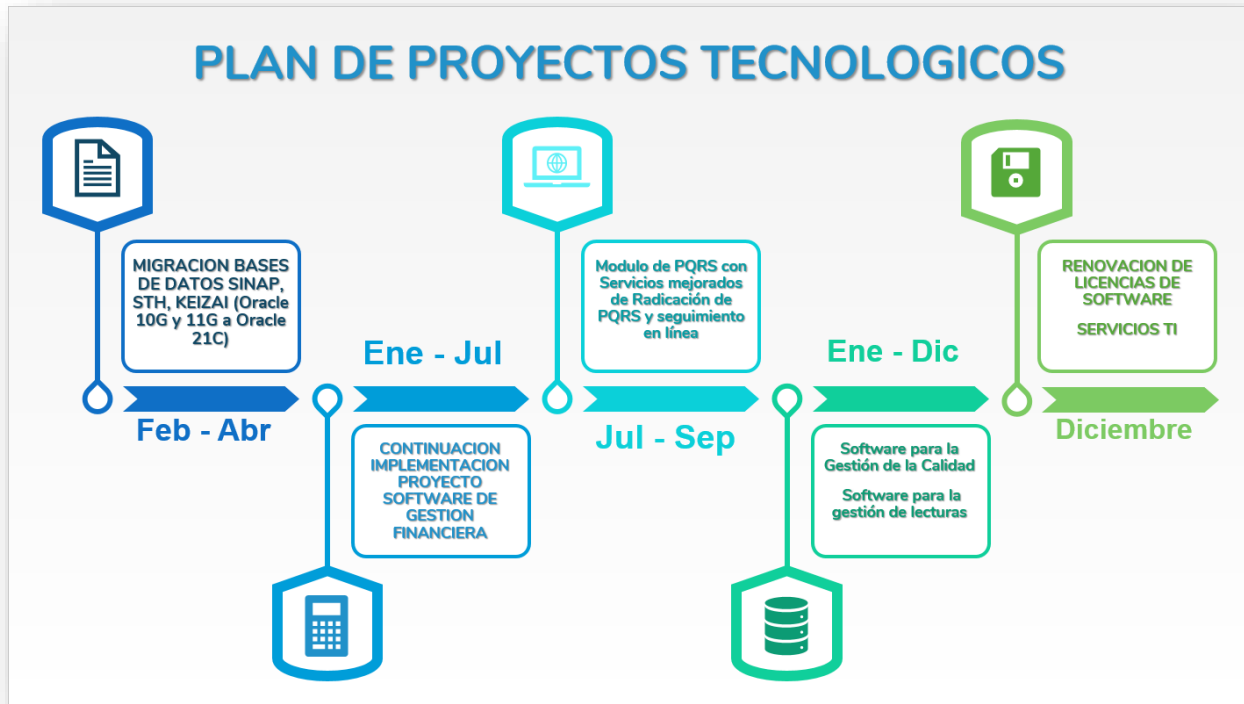 PLAN DE PROYECTOS TECNOLOGICOS
MIGRACION BASES
DE DATOS SINAP,
STH, KEIZAI (Oracle
10G y 11G a Oracle
21C)
Feb - Abr
Ene - Jul
CONTINUACION
IMPLEMENTACION
PROYECTO
SOFTWARE DE
GESTION
FINANCIERA
Modulo de PQRS con
Servicios mejorados
de Radicación de
PQRS y seguimiento
en línea
Jul - Sep
Ene - Dic
Software para la
Gestión de la Calidad
Software para la
gestión de lecturas
RENOVACION DE
LICENCIAS DE
SOFTWARE
SERVICIOS TI
Diciembre